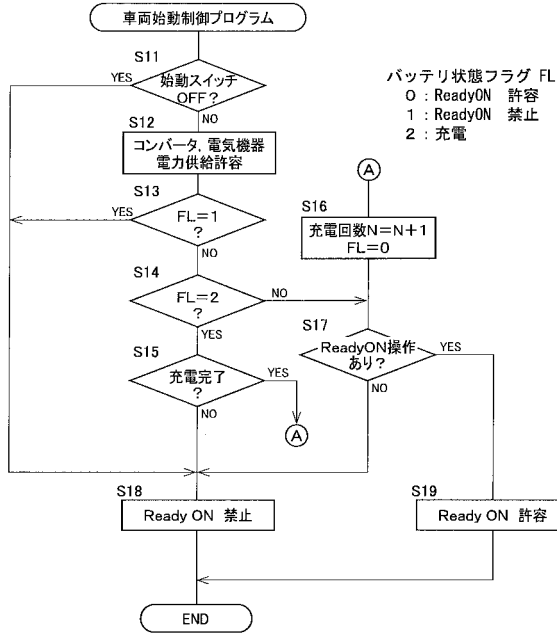 車両始動制御プログラム
S11
YES
始動スイッチ
OFF?
NO
バッテリ状態フラグ FL
0 : ReadyON 許容
1 : ReadyON 禁止
2 : 充電
S12
コンバータ, 電気機器
電力供給許容
A
S13
YES
FL=1
?
NO
S16
充電回数N=N+1
FL=0
S14
FL=2
?
NO
YES
S17
ReadyON操作
あり?
YES
NO
S15
充電完了
?
YES
NO
A
S18
Ready ON 禁止
S19
Ready ON 許容
END